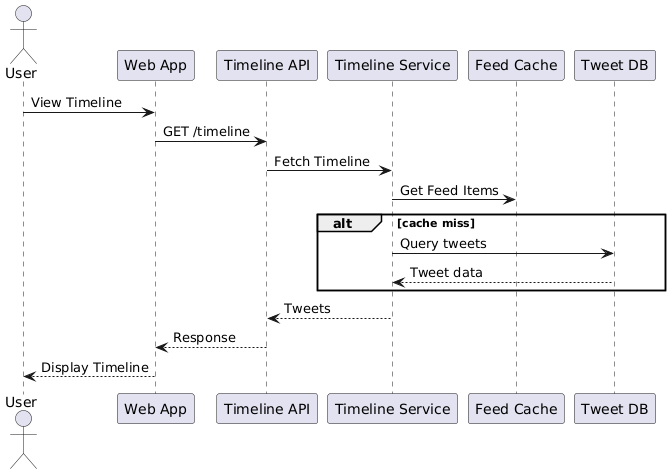 User
Web App
Timeline API
Timeline Service
Feed Cache
Tweet DB
View Timeline
GET /timeline
Fetch Timeline
Get Feed Items
alt
[cache miss]
Query tweets
Tweet data
Tweets
Response
Display Timeline
User
Web App
Timeline API
Timeline Service
Feed Cache
Tweet DB